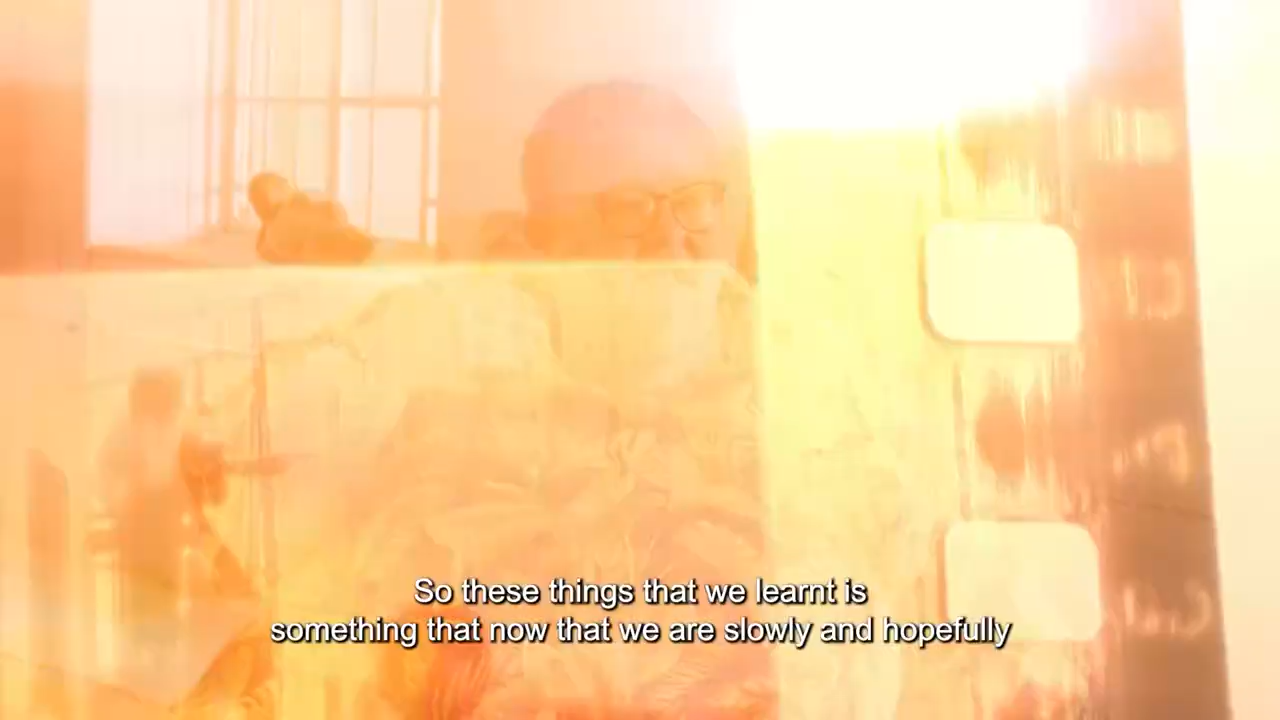 So these things that we learnt is
something that now that we are slowly and hopefully